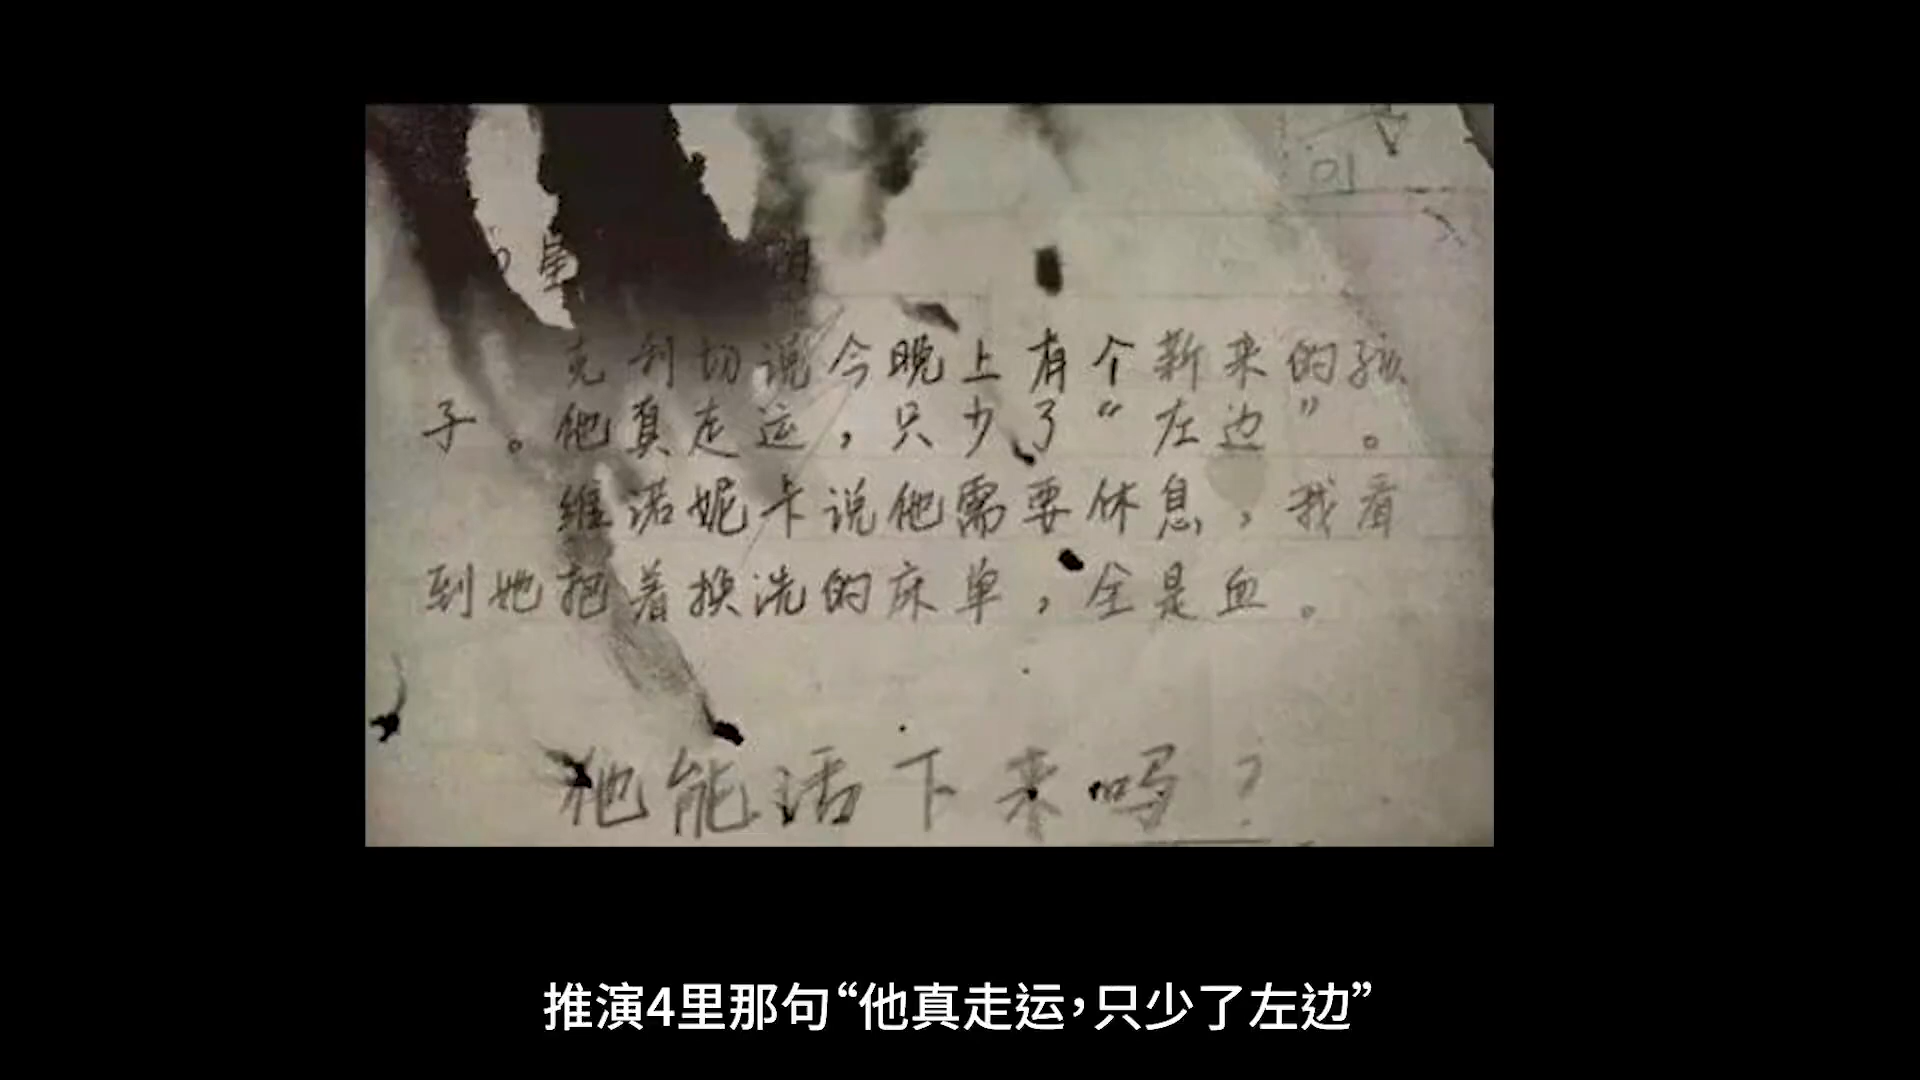 克利切说今晚上有个新来的孩
子。他真走运，只少了“左边”。
维诺妮卡说他需要休息，我看
到她抱着换洗的床单，全是血。
他能活下来吗？
推演4里那句“他真走运，只少了左边”